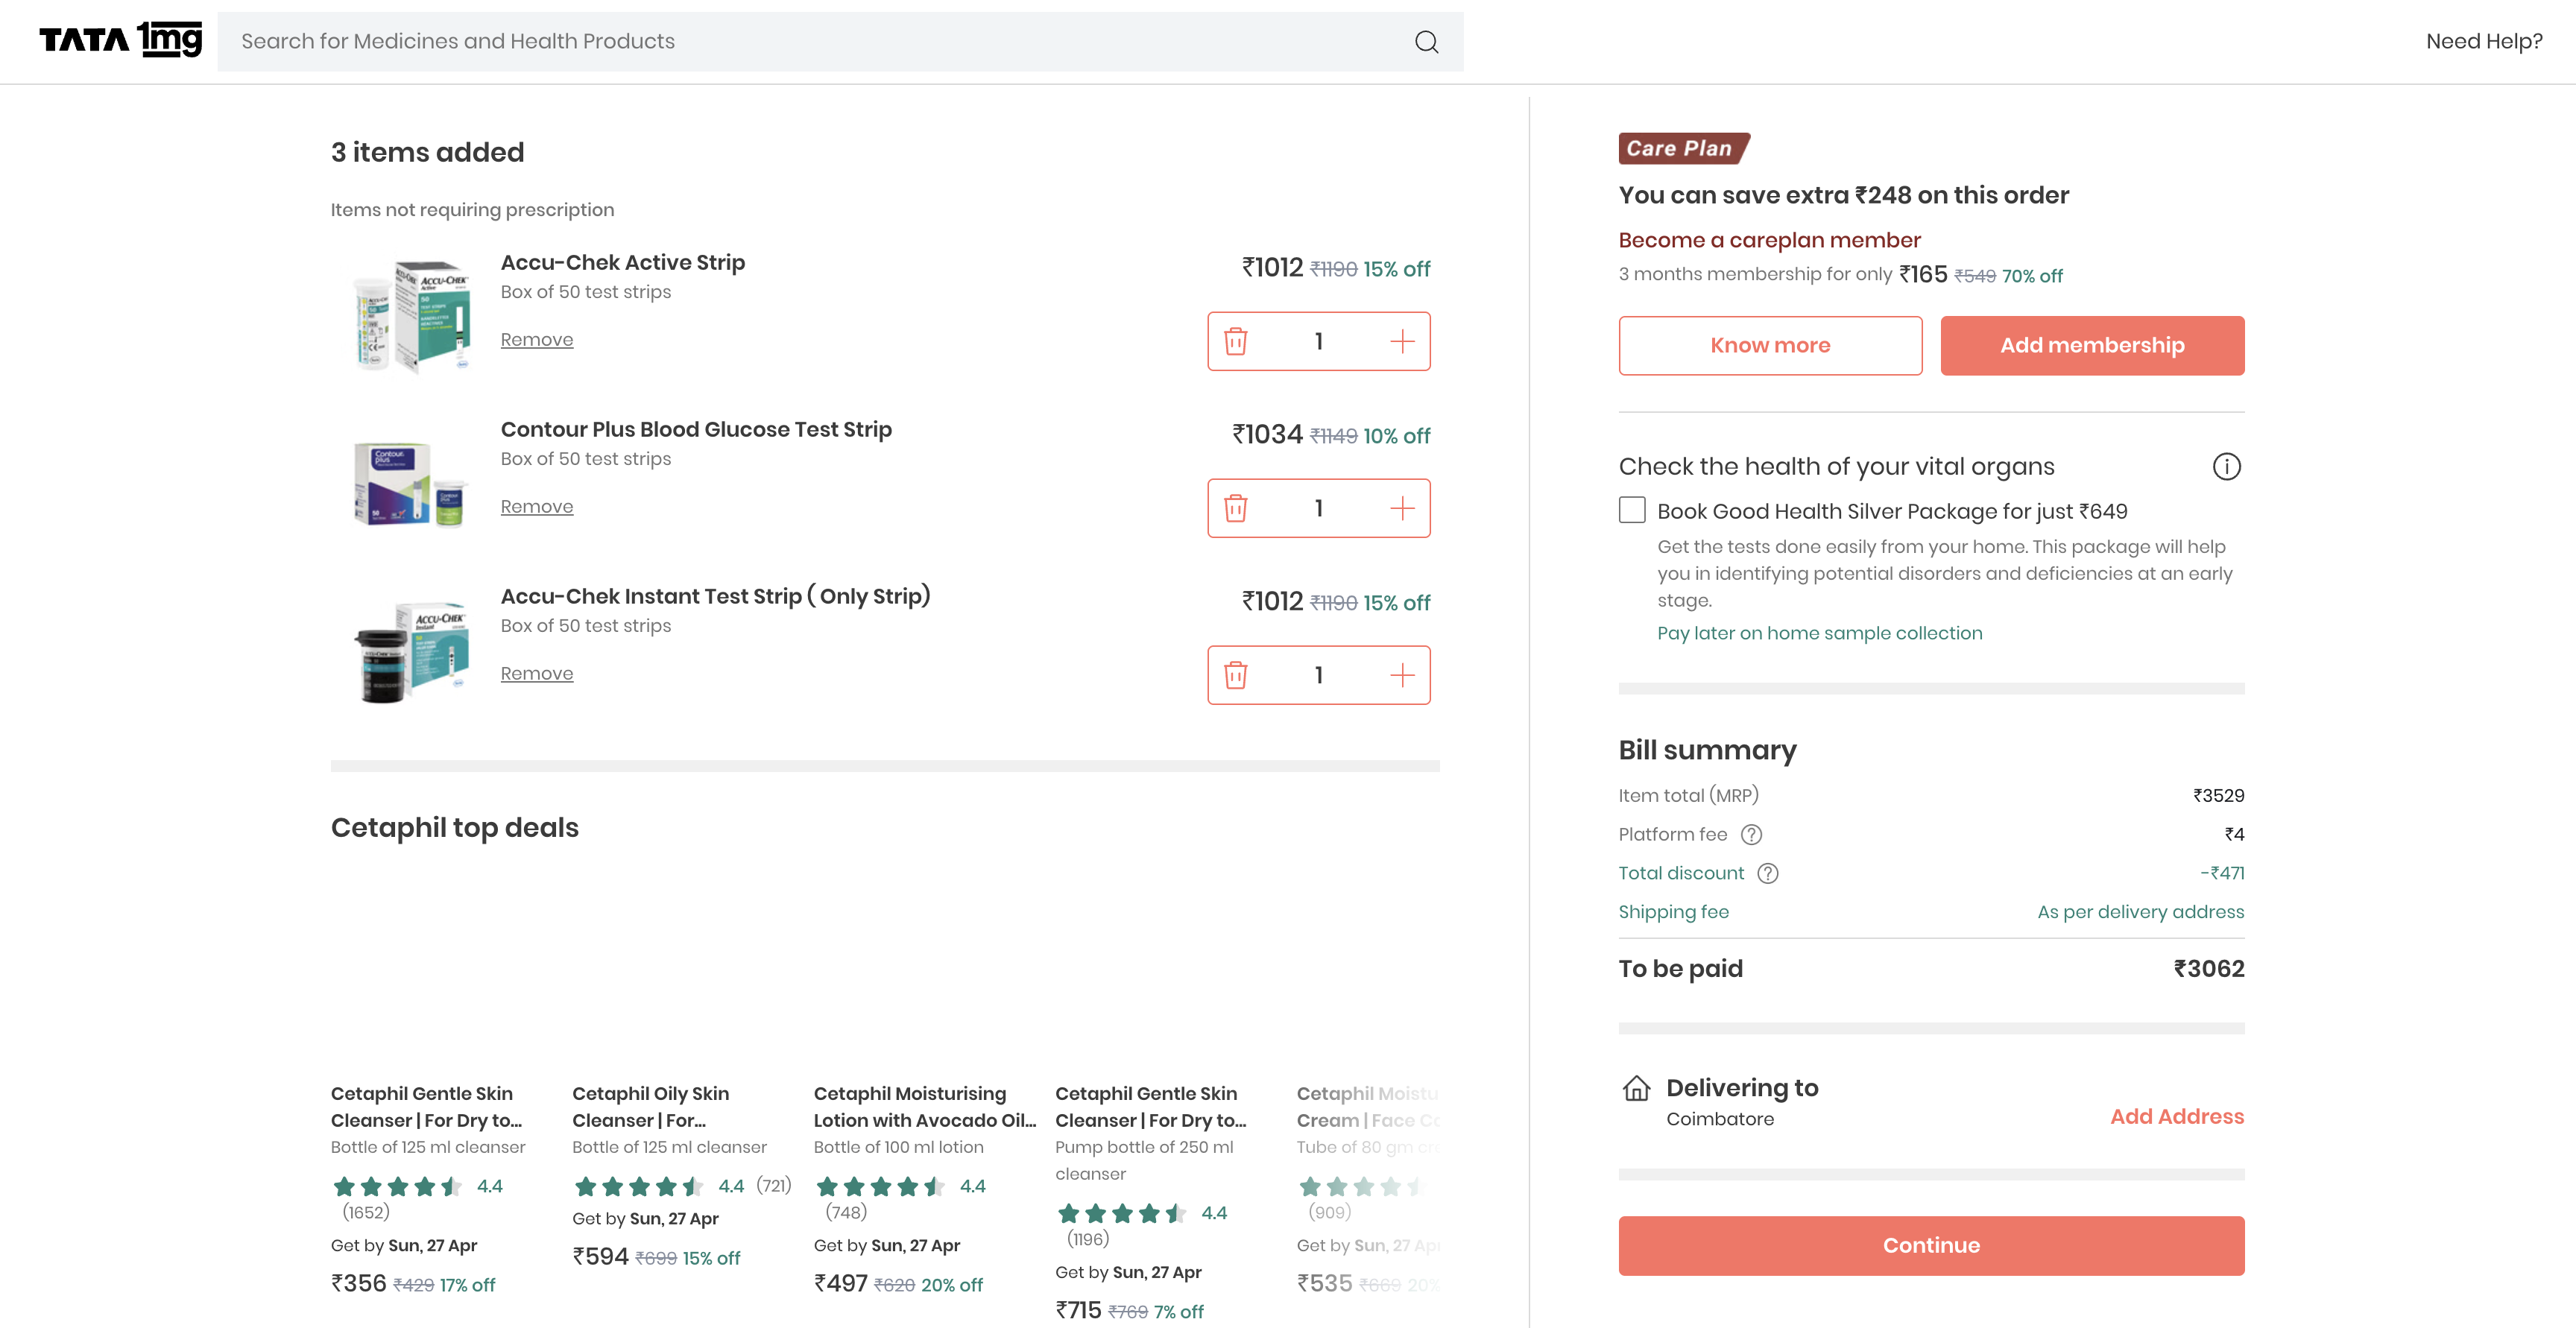 TATA 1mg
Search for Medicines and Health Products
Need Help?
3 items added
Items not requiring prescription
Accu-Chek Active Strip
Box of 50 test strips
Remove
₹1012 ₹1190 15% off
1
Contour Plus Blood Glucose Test Strip
Box of 50 test strips
Remove
₹1034 ₹1149 10% off
1
Accu-Chek Instant Test Strip ( Only Strip)
Box of 50 test strips
Remove
₹1012 ₹1190 15% off
1
Cetaphil top deals
Cetaphil Gentle Skin
Cleanser | For Dry to...
Bottle of 125 ml cleanser
4.4
(1652)
Get by Sun, 27 Apr
₹356 ₹429 17% off
Cetaphil Oily Skin
Cleanser | For...
Bottle of 125 ml cleanser
4.4 (721)
Get by Sun, 27 Apr
₹594 ₹699 15% off
Cetaphil Moisturising
Lotion with Avocado Oil...
Bottle of 100 ml lotion
4.4
(748)
Get by Sun, 27 Apr
₹497 ₹620 20% off
Cetaphil Gentle Skin
Cleanser | For Dry to...
Pump bottle of 250 ml
cleanser
4.4
(1196)
Get by Sun, 27 Apr
₹715 ₹769 7% off
Cetaphil Moistu
Cream | Face Co
Tube of 80 gm cre
(909)
Get by Sun, 27 Apr
₹535 ₹669 20%
Care Plan
You can save extra ₹248 on this order
Become a careplan member
3 months membership for only ₹165 ₹549 70% off
Know more
Add membership
Check the health of your vital organs
Book Good Health Silver Package for just ₹649
Get the tests done easily from your home. This package will help
you in identifying potential disorders and deficiencies at an early
stage.
Pay later on home sample collection
Bill summary
Item total (MRP) ₹3529
Platform fee ₹4
Total discount -₹471
Shipping fee As per delivery address
To be paid ₹3062
Delivering to
Coimbatore
Add Address
Continue